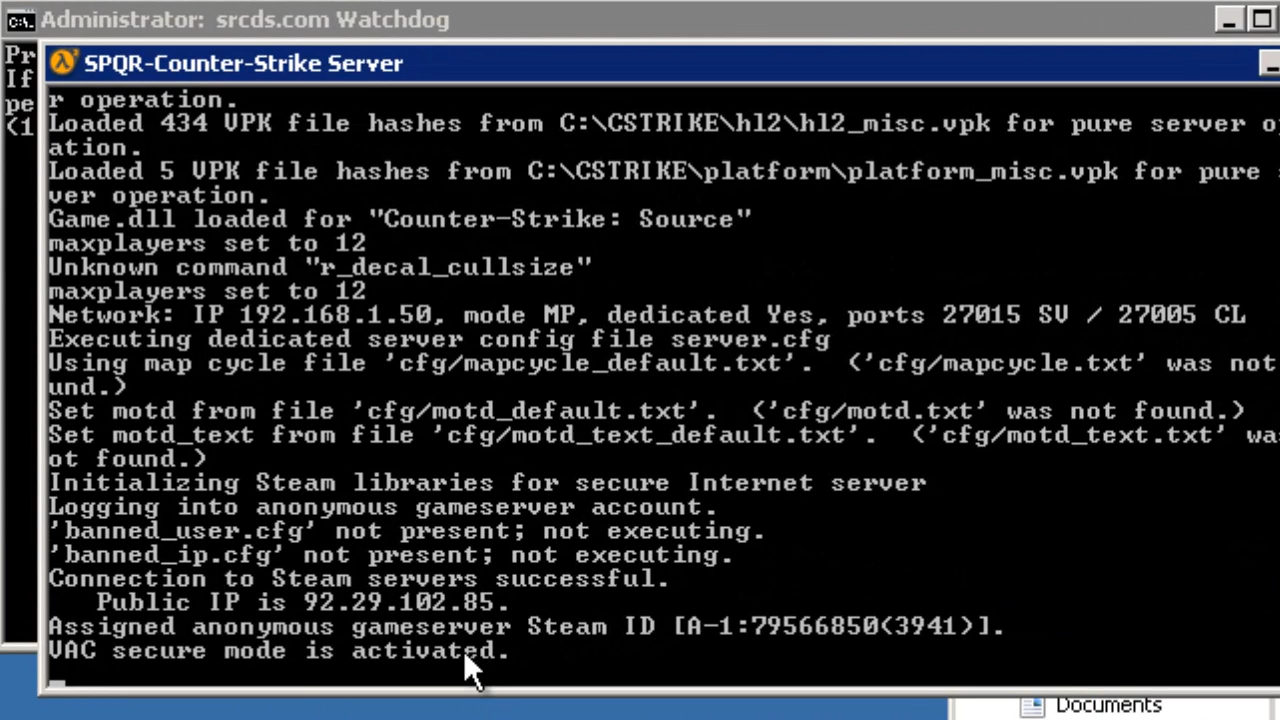 Administrator: srcds.com Watchdog
Pr
If
pe
(1
SPQR-Counter-Strike Server
r operation.
Loaded 434 VPK file hashes from C:\CSTRIKE\hl2\hl2_misc.vpk for pure server o
ation.
Loaded 5 VPK file hashes from C:\CSTRIKE\platform\platform_misc.vpk for pure
ver operation.
Game.dll loaded for "Counter-Strike: Source"
maxplayers set to 12
Unknown command "r_decal_cullsize"
maxplayers set to 12
Network: IP 192.168.1.50, mode MP, dedicated Yes, ports 27015 SV / 27005 CL
Executing dedicated server config file server.cfg
Using map cycle file 'cfg/mapcycle_default.txt'.  ('cfg/mapcycle.txt' was not
und.)
Set motd from file 'cfg/motd_default.txt'.  ('cfg/motd.txt' was not found.)
Set motd_text from file 'cfg/motd_text_default.txt'.  ('cfg/motd_text.txt' wa
ot found.)
Initializing Steam libraries for secure Internet server
Logging into anonymous gameserver account.
'banned_user.cfg' not present; not executing.
'banned_ip.cfg' not present; not executing.
Connection to Steam servers successful.
   Public IP is 92.29.102.85.
Assigned anonymous gameserver Steam ID [A-1:79566850(3941)].
VAC secure mode is activated.
Documents